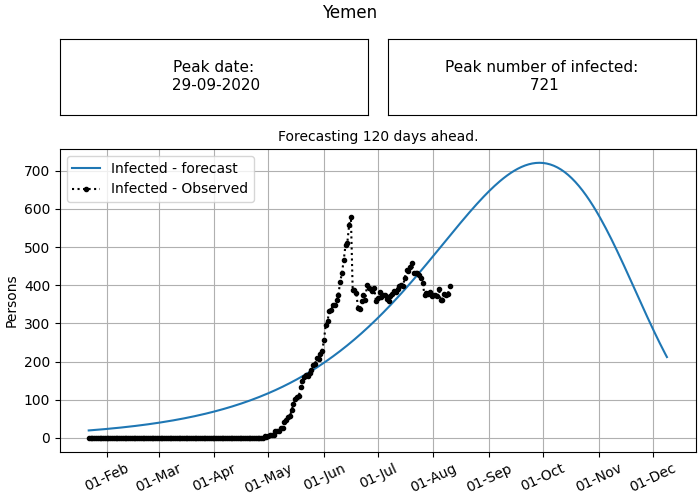 Yemen
Peak date:
29-09-2020
Peak number of infected:
721
Forecasting 120 days ahead.
Infected - forecast
Infected - Observed
Persons
700
600
500
400
300
200
100
0
01-Feb
01-Mar
01-Apr
01-May
01-Jun
01-Jul
01-Aug
01-Sep
01-Oct
01-Nov
01-Dec